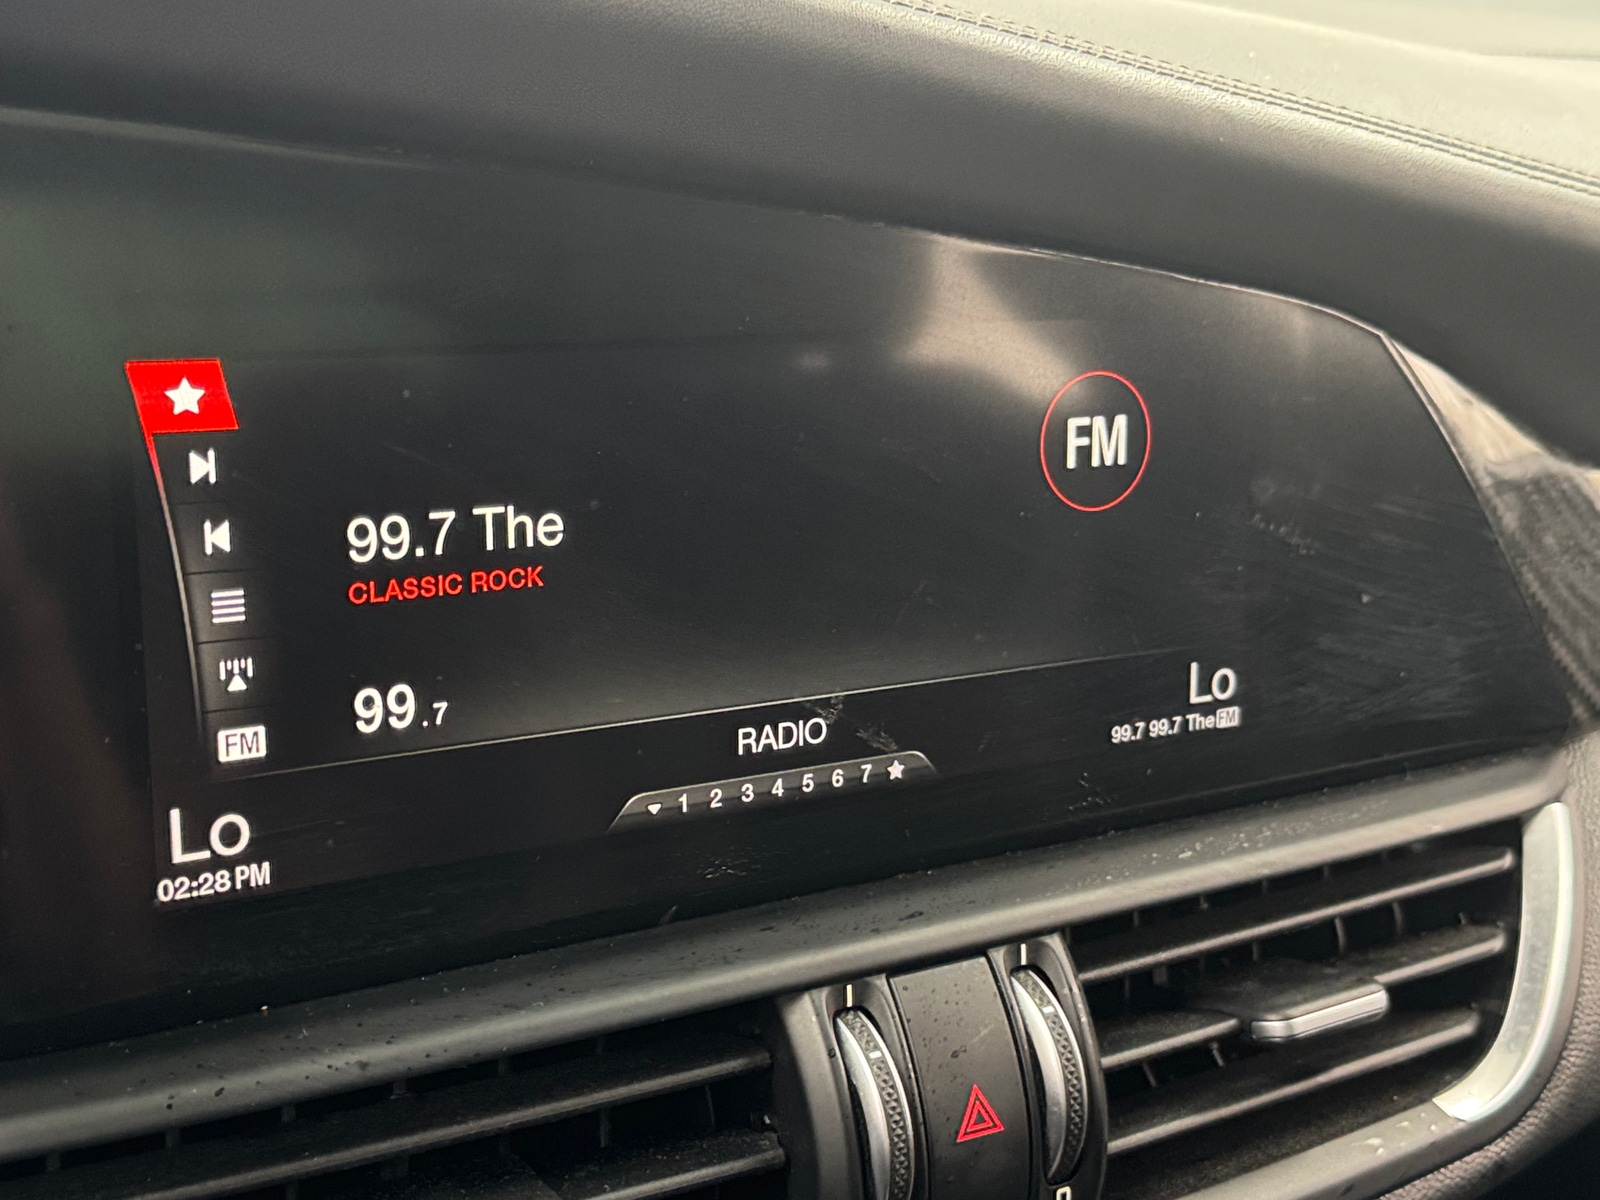 FM
99.7 The
CLASSIC ROCK
99.7
FM
RADIO
1 2 3 4 5 6 7
Lo
99.7 99.7 The FM
Lo
02:28 PM
0